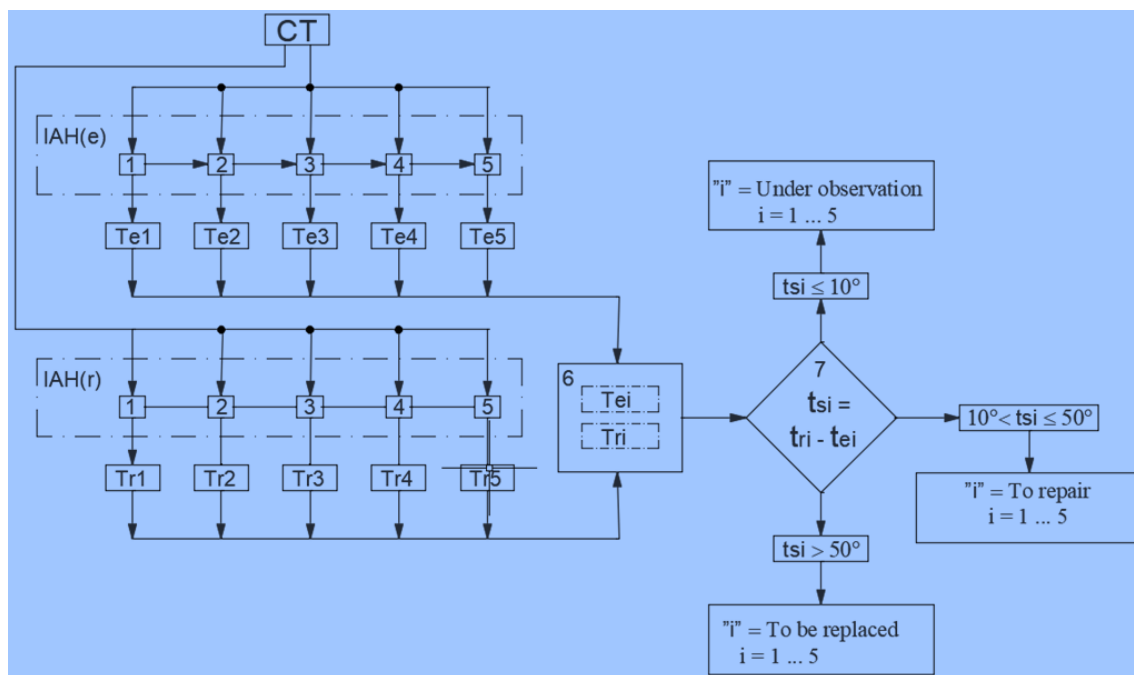 CT
IAH(e)
1 2 3 4 5
Te1 Te2 Te3 Te4 Te5
IAH(r)
1 2 3 4 5
Tr1 Tr2 Tr3 Tr4 Tr5
6
Tei
Tri
7
tsi =
tri - tei
tsi ≤ 10°
"i" = Under observation
i = 1 ... 5
10°< tsi ≤ 50°
"i" = To repair
i = 1 ... 5
tsi > 50°
"i" = To be replaced
i = 1 ... 5